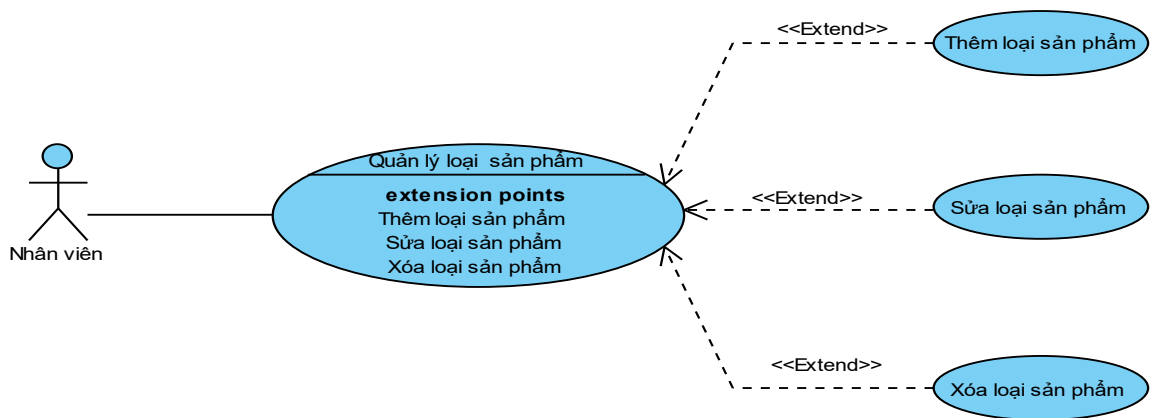 <<Extend>>
Thêm loại sản phẩm
Quản lý loại sản phẩm
extension points
Thêm loại sản phẩm
Sửa loại sản phẩm
Xóa loại sản phẩm
Nhân viên
<<Extend>>
Sửa loại sản phẩm
<<Extend>>
Xóa loại sản phẩm